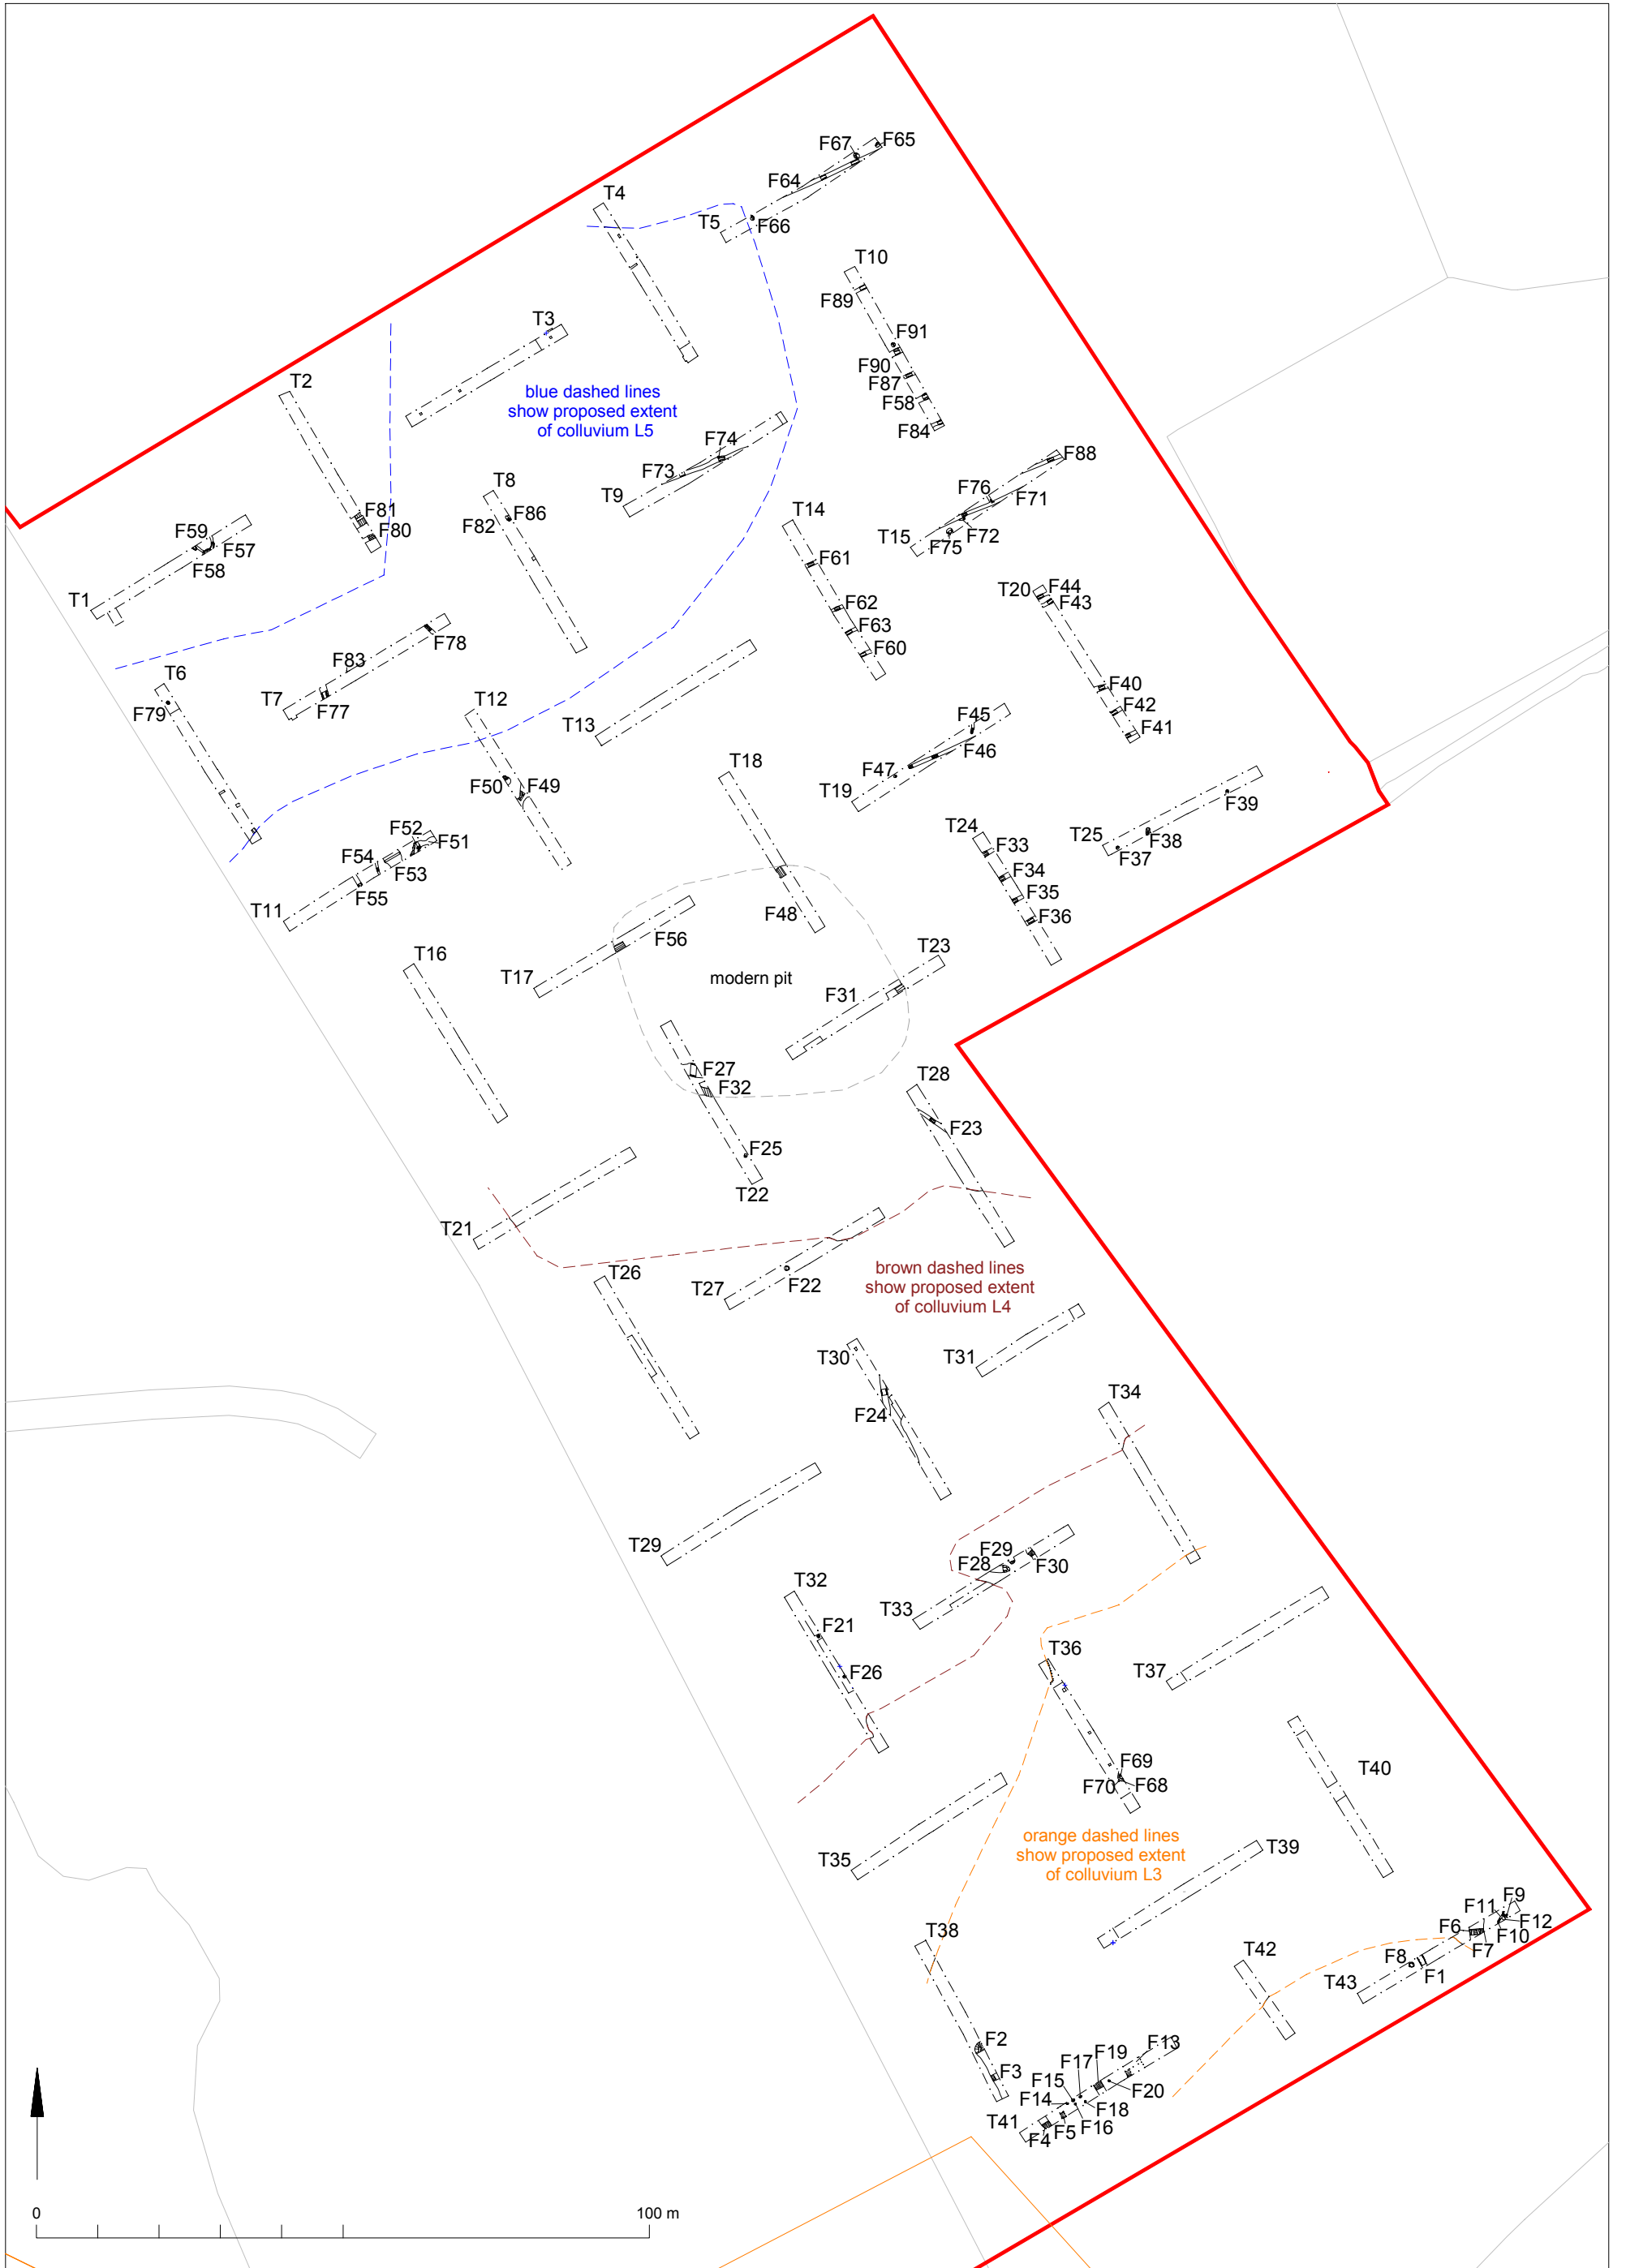 F67
F65
F64
T4
T5
F66
T10
F89
T3
F91
F90
F87
F58
F84
T2
blue dashed lines
show proposed extent
of colluvium L5
F74
F73
T9
F88
F76
F71
F72
F75
T15
T8
F82
F86
F81
F80
F59
F57
F58
T1
T14
F61
F62
F63
F60
T20
F44
F43
F40
F42
F41
F78
F83
T7
F77
T6
F79
T12
T13
F50
F49
F45
F46
F47
T19
T18
F39
T25
F38
F37
T24
F33
F34
F35
F36
F52
F51
F54
F53
F55
T11
F48
F56
T17
T16
modern pit
T23
F31
F27
F32
F25
T22
T28
F23
T21
T26
T27
F22
brown dashed lines
show proposed extent
of colluvium L4
T30
T31
F24
T34
T29
F29
F28
F30
T33
T32
F21
F26
T36
T37
F69
F70
F68
T40
T35
orange dashed lines
show proposed extent
of colluvium L3
T39
F9
F11
F12
F6
F10
F7
F8
F1
T43
T42
T38
F2
F3
F13
F19
F17
F15
F14
F20
F18
F16
F5
F4
T41
0
100 m